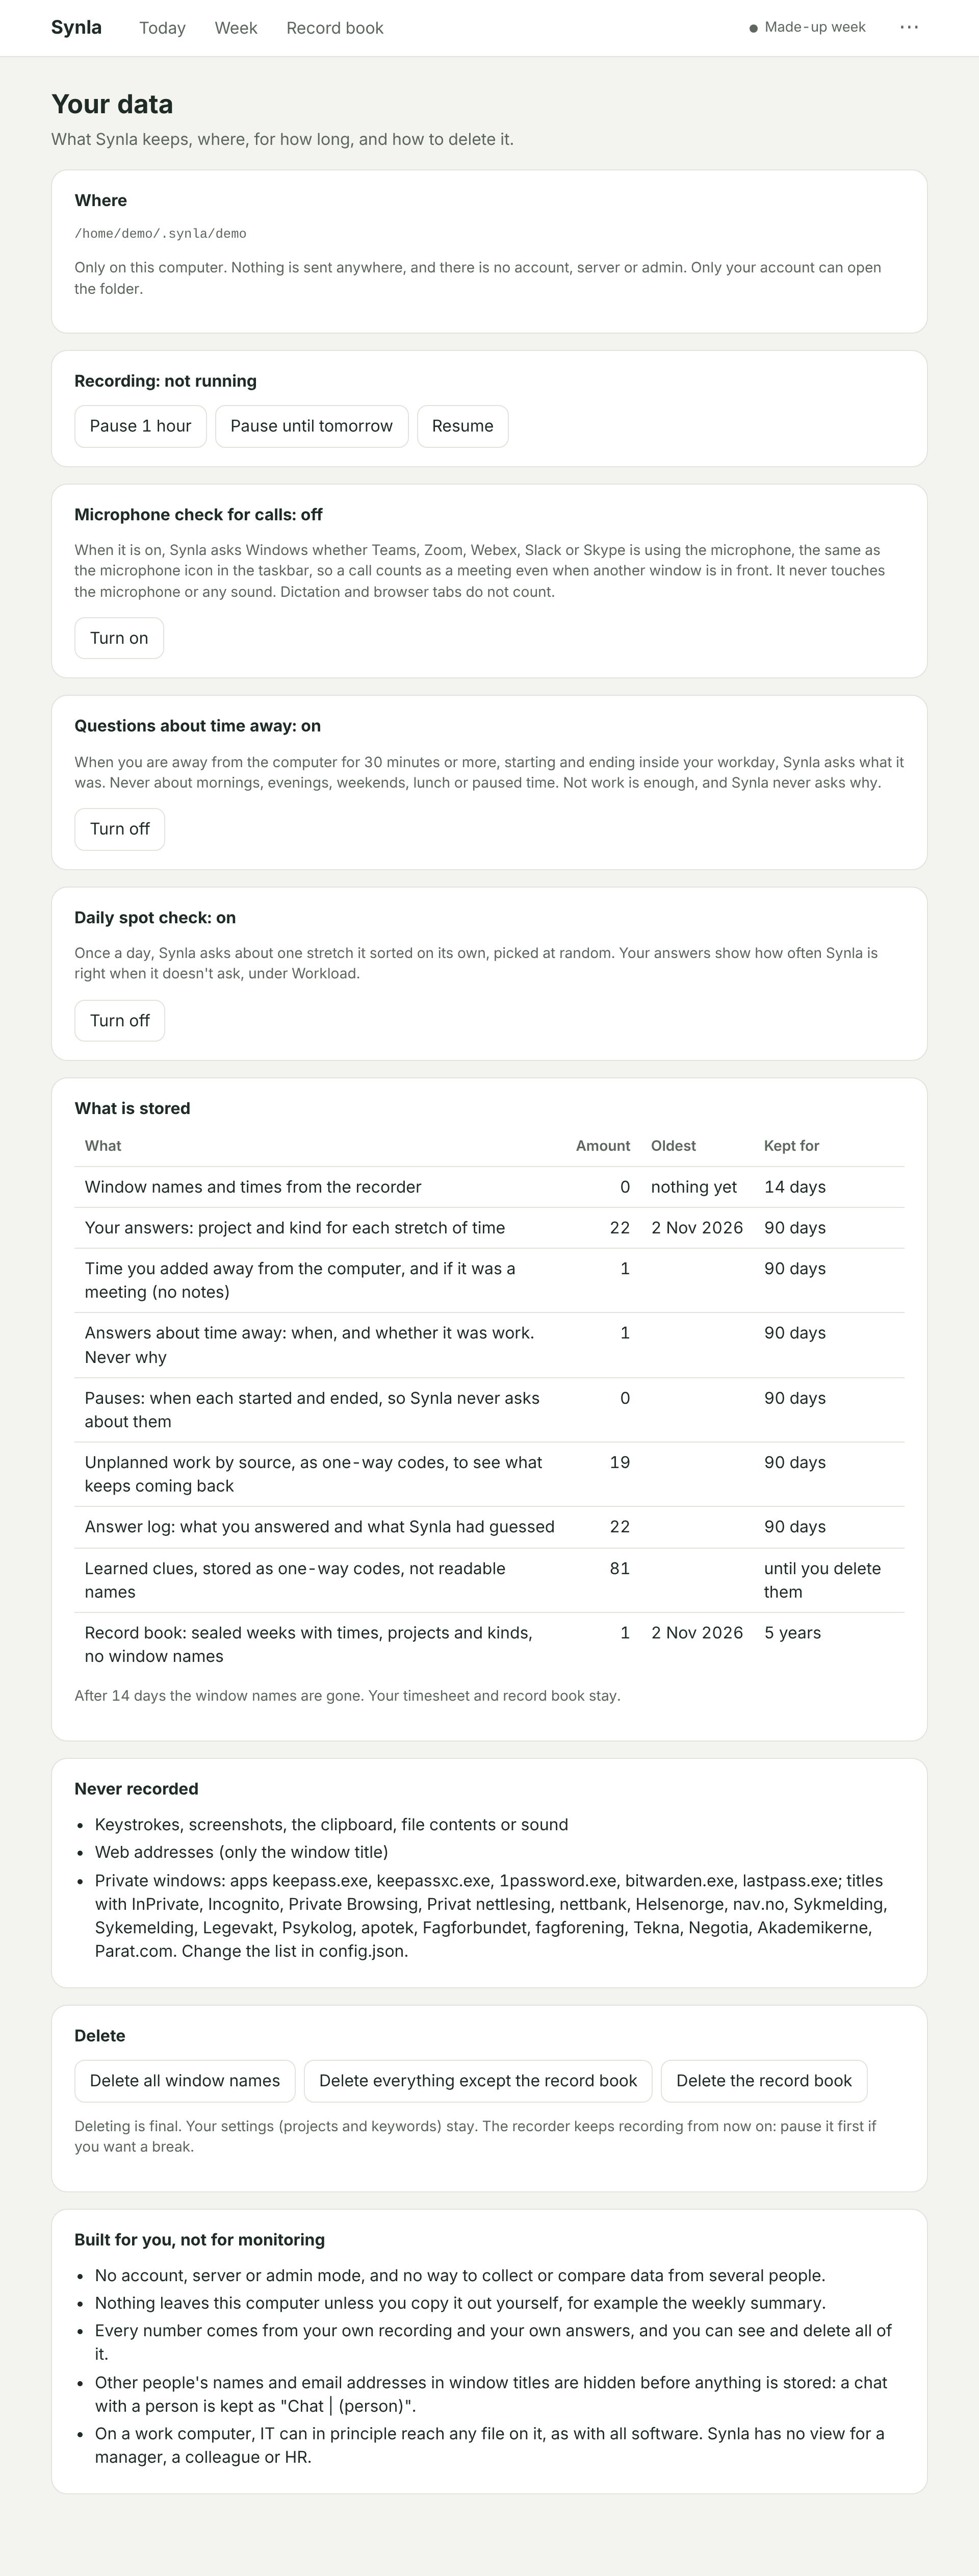 Synla Today Week Record book Made-up week ···
Your data
What Synla keeps, where, for how long, and how to delete it.
Where
/home/demo/.synla/demo
Only on this computer. Nothing is sent anywhere, and there is no account, server or admin. Only your account can open
the folder.
Recording: not running
Pause 1 hour Pause until tomorrow Resume
Microphone check for calls: off
When it is on, Synla asks Windows whether Teams, Zoom, Webex, Slack or Skype is using the microphone, the same as
the microphone icon in the taskbar, so a call counts as a meeting even when another window is in front. It never touches
the microphone or any sound. Dictation and browser tabs do not count.
Turn on
Questions about time away: on
When you are away from the computer for 30 minutes or more, starting and ending inside your workday, Synla asks what it
was. Never about mornings, evenings, weekends, lunch or paused time. Not work is enough, and Synla never asks why.
Turn off
Daily spot check: on
Once a day, Synla asks about one stretch it sorted on its own, picked at random. Your answers show how often Synla is
right when it doesn't ask, under Workload.
Turn off
What is stored
What Amount Oldest Kept for
Window names and times from the recorder 0 nothing yet 14 days
Your answers: project and kind for each stretch of time 22 2 Nov 2026 90 days
Time you added away from the computer, and if it was a 1 90 days
meeting (no notes)
Answers about time away: when, and whether it was work. 1 90 days
Never why
Pauses: when each started and ended, so Synla never asks 0 90 days
about them
Unplanned work by source, as one-way codes, to see what 19 90 days
keeps coming back
Answer log: what you answered and what Synla had guessed 22 90 days
Learned clues, stored as one-way codes, not readable 81 until you delete
names them
Record book: sealed weeks with times, projects and kinds, 1 2 Nov 2026 5 years
no window names
After 14 days the window names are gone. Your timesheet and record book stay.
Never recorded
• Keystrokes, screenshots, the clipboard, file contents or sound
• Web addresses (only the window title)
• Private windows: apps keepass.exe, keepassxc.exe, 1password.exe, bitwarden.exe, lastpass.exe; titles
with InPrivate, Incognito, Private Browsing, Privat nettlesing, nettbank, Helsenorge, nav.no, Sykmelding,
Sykemelding, Legevakt, Psykolog, apotek, Fagforbundet, fagforening, Tekna, Negotia, Akademikerne,
Parat.com. Change the list in config.json.
Delete
Delete all window names Delete everything except the record book Delete the record book
Deleting is final. Your settings (projects and keywords) stay. The recorder keeps recording from now on: pause it first if
you want a break.
Built for you, not for monitoring
• No account, server or admin mode, and no way to collect or compare data from several people.
• Nothing leaves this computer unless you copy it out yourself, for example the weekly summary.
• Every number comes from your own recording and your own answers, and you can see and delete all of
it.
• Other people's names and email addresses in window titles are hidden before anything is stored: a chat
with a person is kept as "Chat | (person)".
• On a work computer, IT can in principle reach any file on it, as with all software. Synla has no view for a
manager, a colleague or HR.